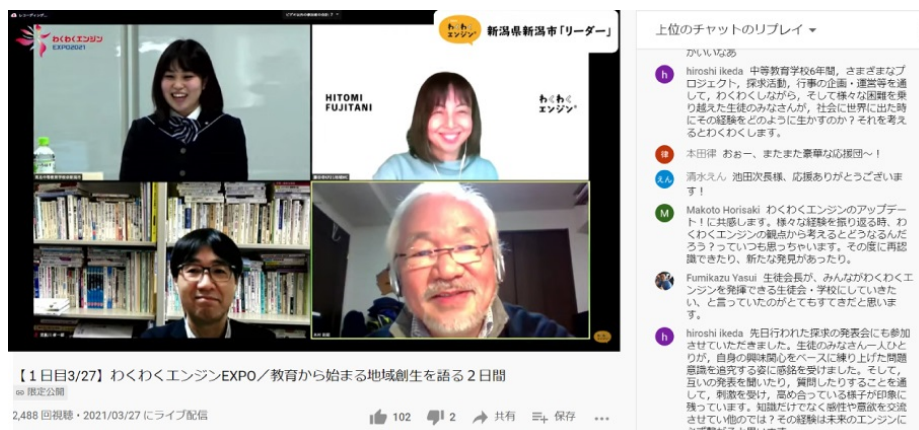 レコーディング...
わくわくエンジン
EXPO2021
わくわく
エンジン®
新潟県新潟市「リーダー」
HITOMI
FUJITANI
わくわく
エンジン®
【1日目3/27】わくわくエンジンEXPO／教育から始まる地域創生を語る２日間
限定公開
2,488 回視聴・2021/03/27 にライブ配信
102
2
共有
保存
上位のチャットのリプレイ
かいいなあ
hiroshi ikeda 中等教育学校6年間，さまざまなプ
ロジェクト，探求活動，行事の企画・運営等を通
して，わくわくしながら，そして様々な困難を乗
り越えた生徒のみなさんが，社会に世界に出た時
にその経験をどのように生かすのか？それを考え
るとわくわくします。
本田律 おぉー、またまた豪華な応援団〜！
清水えん 池田次長様、応援ありがとうございま
す！
Makoto Horisaki わくわくエンジンのアップデー
ト！に共感します。様々な経験を振り返る時、わ
くわくエンジンの観点から考えるとどうなるんだ
ろう？っていつも思っちゃいます。その度に再認
識できたり、新たな発見があったり。
Fumikazu Yasui 生徒会長が、みんながわくわくエ
ンジンを発揮できる生徒会・学校にしていきた
い、と言っていたのがとてもすてきだと思いま
す。
hiroshi ikeda 先日行われた探求の発表会にも参加
させていただきました。生徒のみなさん一人ひと
りが，自身の興味関心をベースに練り上げた問題
意識を追究する姿に感銘を受けました。そして，
互いの発表を聞いたり，質問したりすることを通
して，刺激を受け，高め合っている様子が印象に
残っています。知識だけでなく感性や意欲を交流
させてい他のでは？その経験は未来のエンジンに